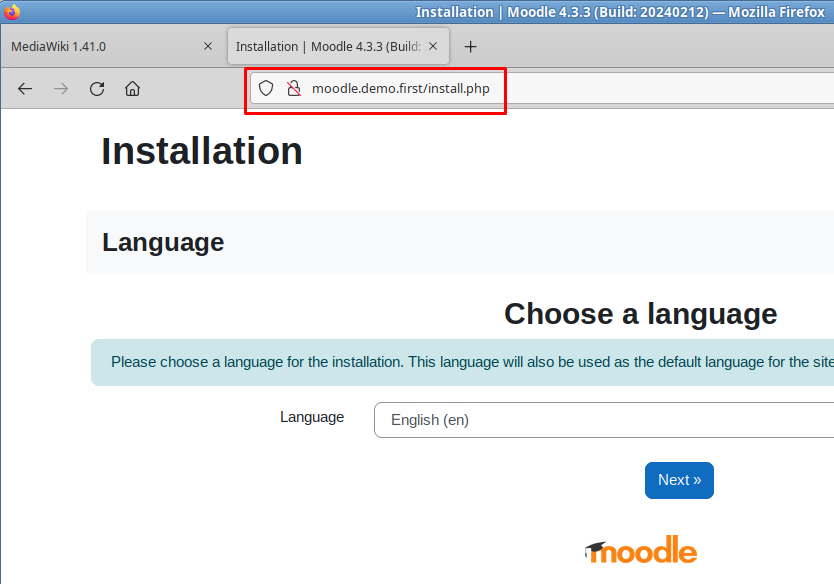 Installation | Moodle 4.3.3 (Build: 20240212) — Mozilla Firefox
MediaWiki 1.41.0
Installation | Moodle 4.3.3 (Build:
moodle.demo.first/install.php
Installation
Language
Choose a language
Please choose a language for the installation. This language will also be used as the default language for the site
Language
English (en)
Next »
moodle